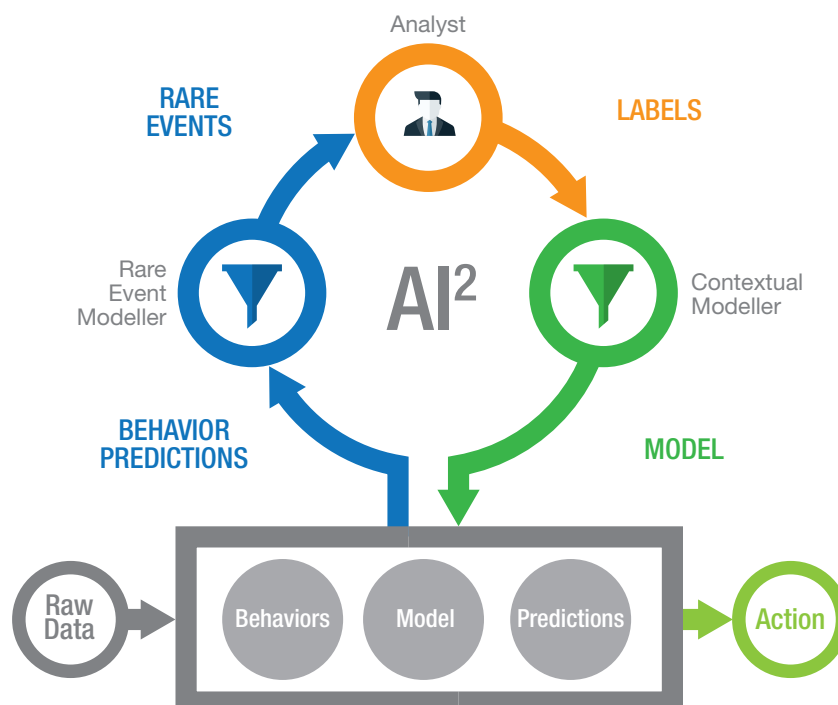 Analyst
RARE
EVENTS
LABELS
Rare
Event
Modeller
AI²
Contextual
Modeller
BEHAVIOR
PREDICTIONS
MODEL
Raw
Data
Behaviors
Model
Predictions
Action